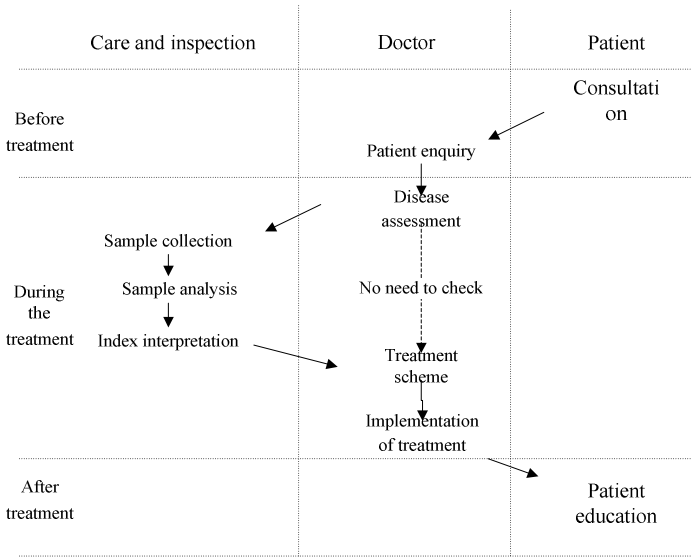 Care and inspection
Doctor
Patient
Before
treatment
Consultati
on
Patient enquiry
During
the
treatment
Disease
assessment
Sample collection
Sample analysis
No need to check
Index interpretation
Treatment
scheme
Implementation
of treatment
After
treatment
Patient
education